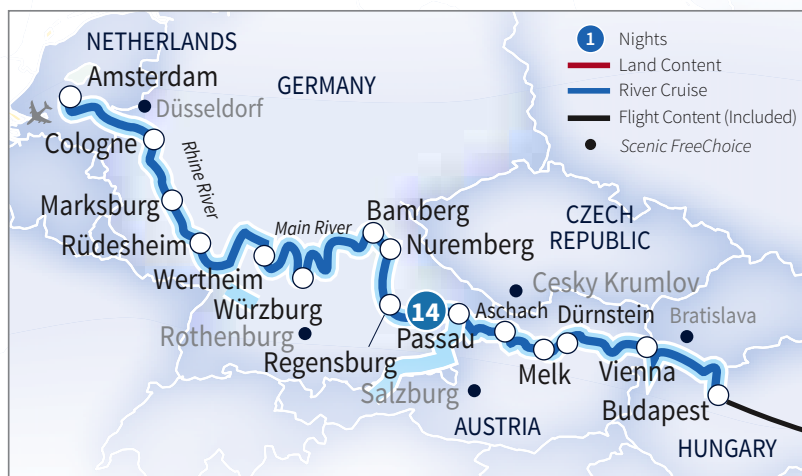 NETHERLANDS
Amsterdam
Düsseldorf
GERMANY
1 Nights
Land Content
River Cruise
Flight Content (Included)
Scenic FreeChoice
Cologne
Rhine River
Marksburg
Rüdesheim
Main River
Bamberg
Nuremberg
CZECH
REPUBLIC
Wertheim
Würzburg
Rothenburg
Regensburg
14
Passau
Aschach
Cesky Krumlov
Dürnstein
Bratislava
Salzburg
Melk
Vienna
Budapest
AUSTRIA
HUNGARY